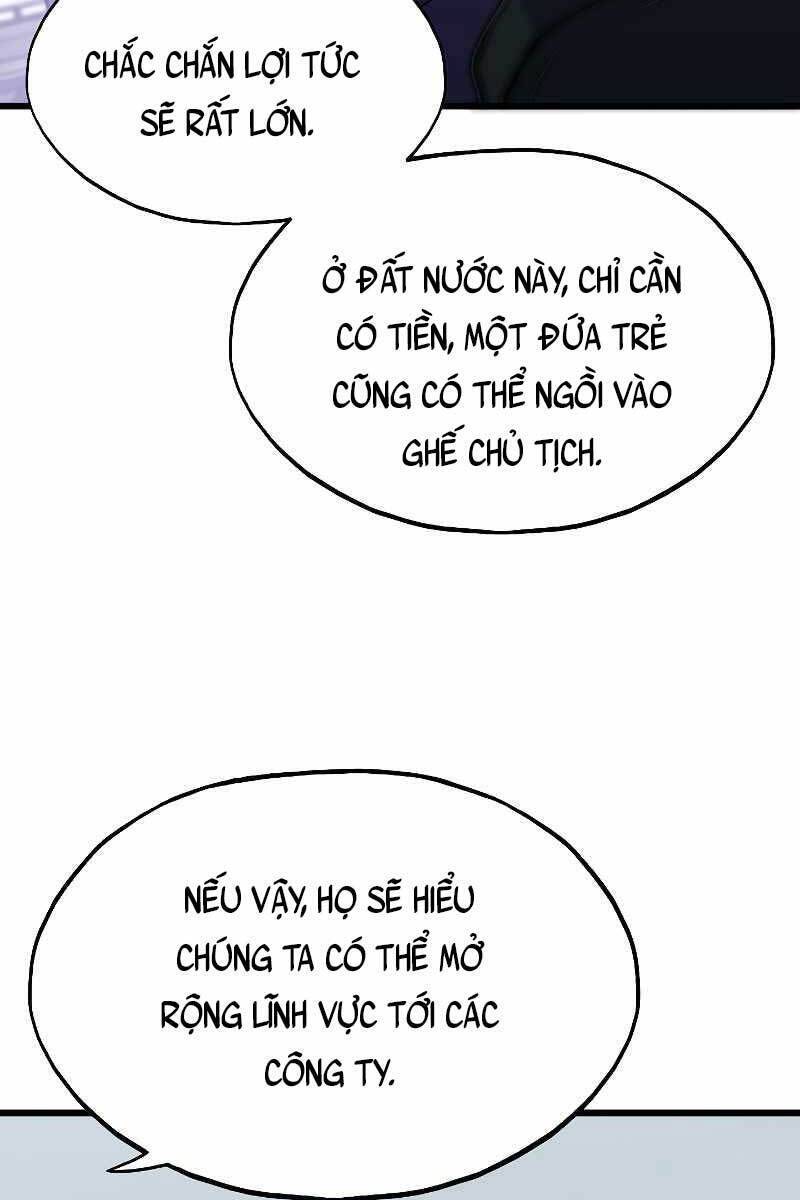 CHẮC CHẮN LỢI TỨC
SẼ RẤT LỚN.
Ở ĐẤT NƯỚC NÀY, CHỈ CẦN
CÓ TIỀN, MỘT ĐỨA TRẺ
CŨNG CÓ THỂ NGỒI VÀO
GHẾ CHỦ TỊCH.
NẾU VẬY, HỌ SẼ HIỂU
CHÚNG TA CÓ THỂ MỞ
RỘNG LĨNH VỰC TỚI CÁC
CÔNG TY.